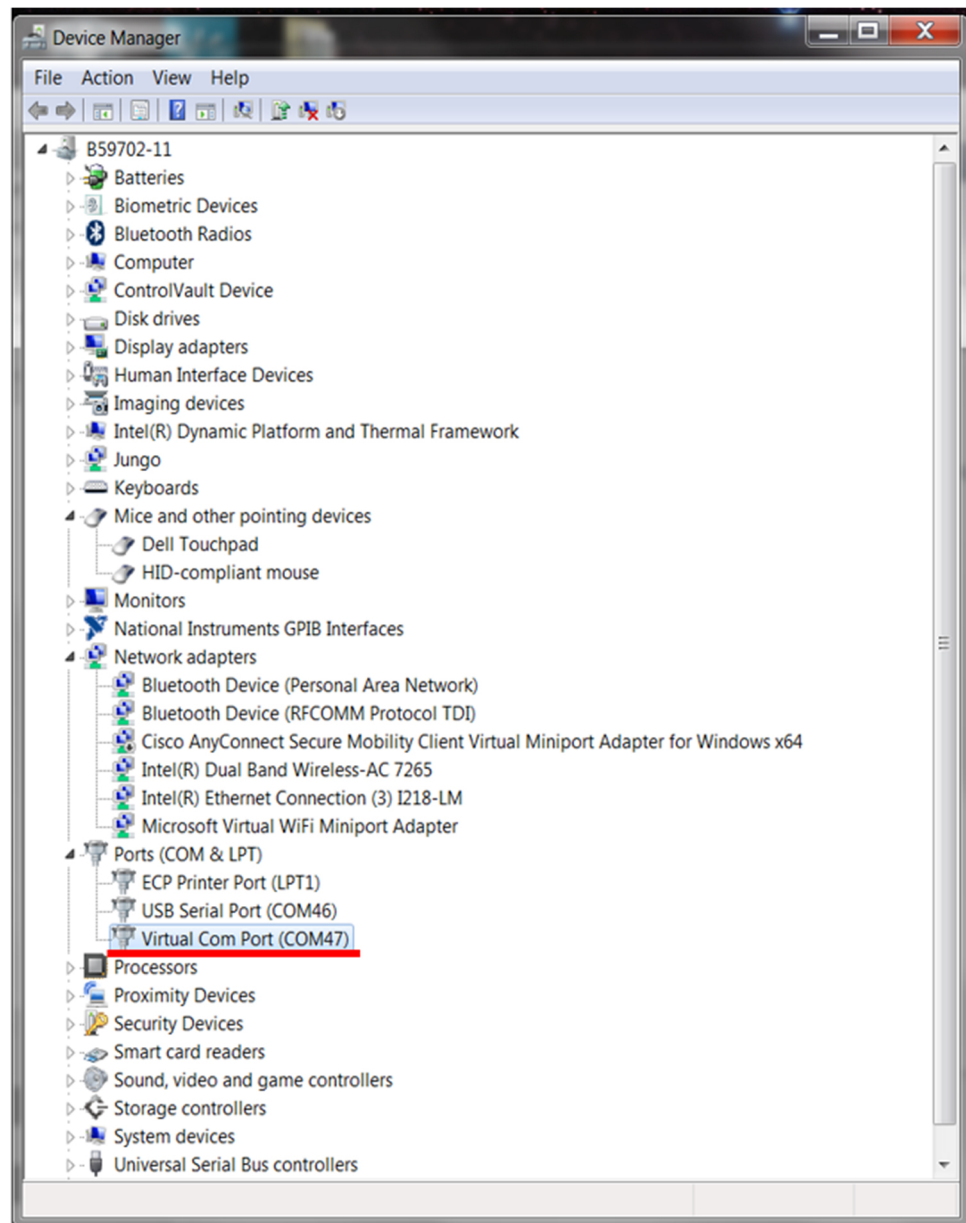 Device Manager
File Action View Help
B59702-11
Batteries
Biometric Devices
Bluetooth Radios
Computer
ControlVault Device
Disk drives
Display adapters
Human Interface Devices
Imaging devices
Intel(R) Dynamic Platform and Thermal Framework
Jungo
Keyboards
Mice and other pointing devices
Dell Touchpad
HID-compliant mouse
Monitors
National Instruments GPIB Interfaces
Network adapters
Bluetooth Device (Personal Area Network)
Bluetooth Device (RFCOMM Protocol TDI)
Cisco AnyConnect Secure Mobility Client Virtual Miniport Adapter for Windows x64
Intel(R) Dual Band Wireless-AC 7265
Intel(R) Ethernet Connection (3) I218-LM
Microsoft Virtual WiFi Miniport Adapter
Ports (COM & LPT)
ECP Printer Port (LPT1)
USB Serial Port (COM46)
Virtual Com Port (COM47)
Processors
Proximity Devices
Security Devices
Smart card readers
Sound, video and game controllers
Storage controllers
System devices
Universal Serial Bus controllers